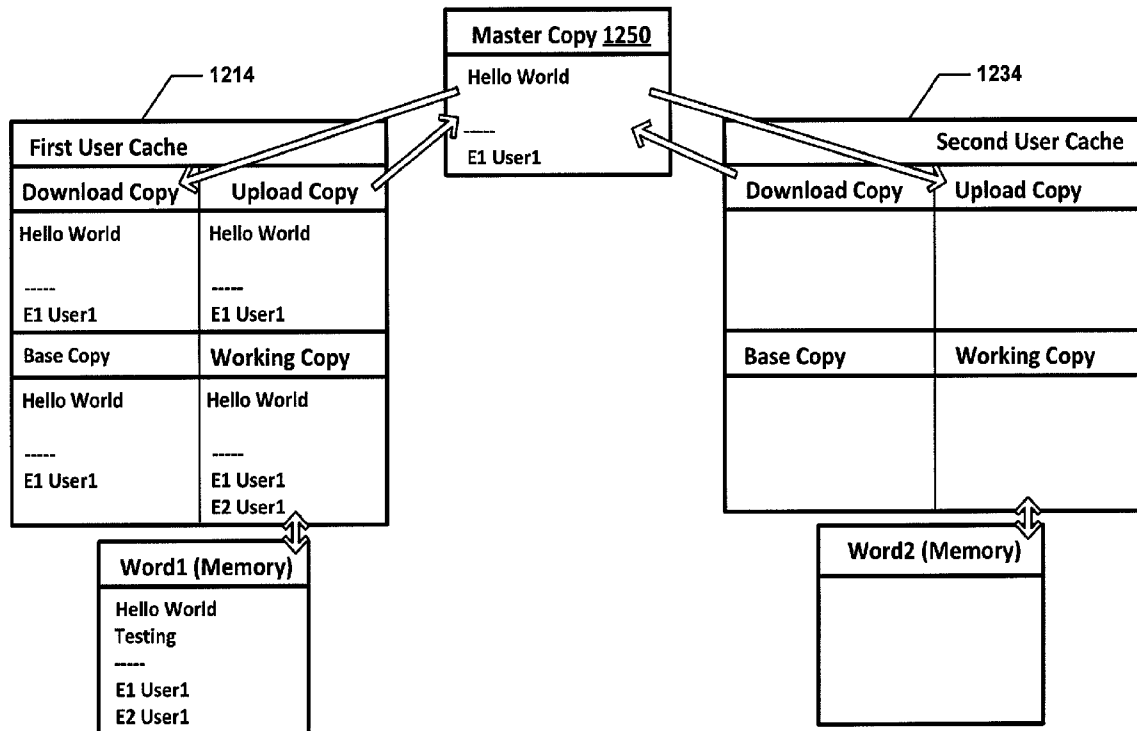 Master Copy 1250
Hello World
-----
E1 User1
1214
First User Cache
Download Copy
Upload Copy
Hello World
-----
E1 User1
Hello World
-----
E1 User1
Base Copy
Working Copy
Hello World
-----
E1 User1
Hello World
-----
E1 User1
E2 User1
Word1 (Memory)
Hello World
Testing
-----
E1 User1
E2 User1
1234
Second User Cache
Download Copy
Upload Copy
Base Copy
Working Copy
Word2 (Memory)